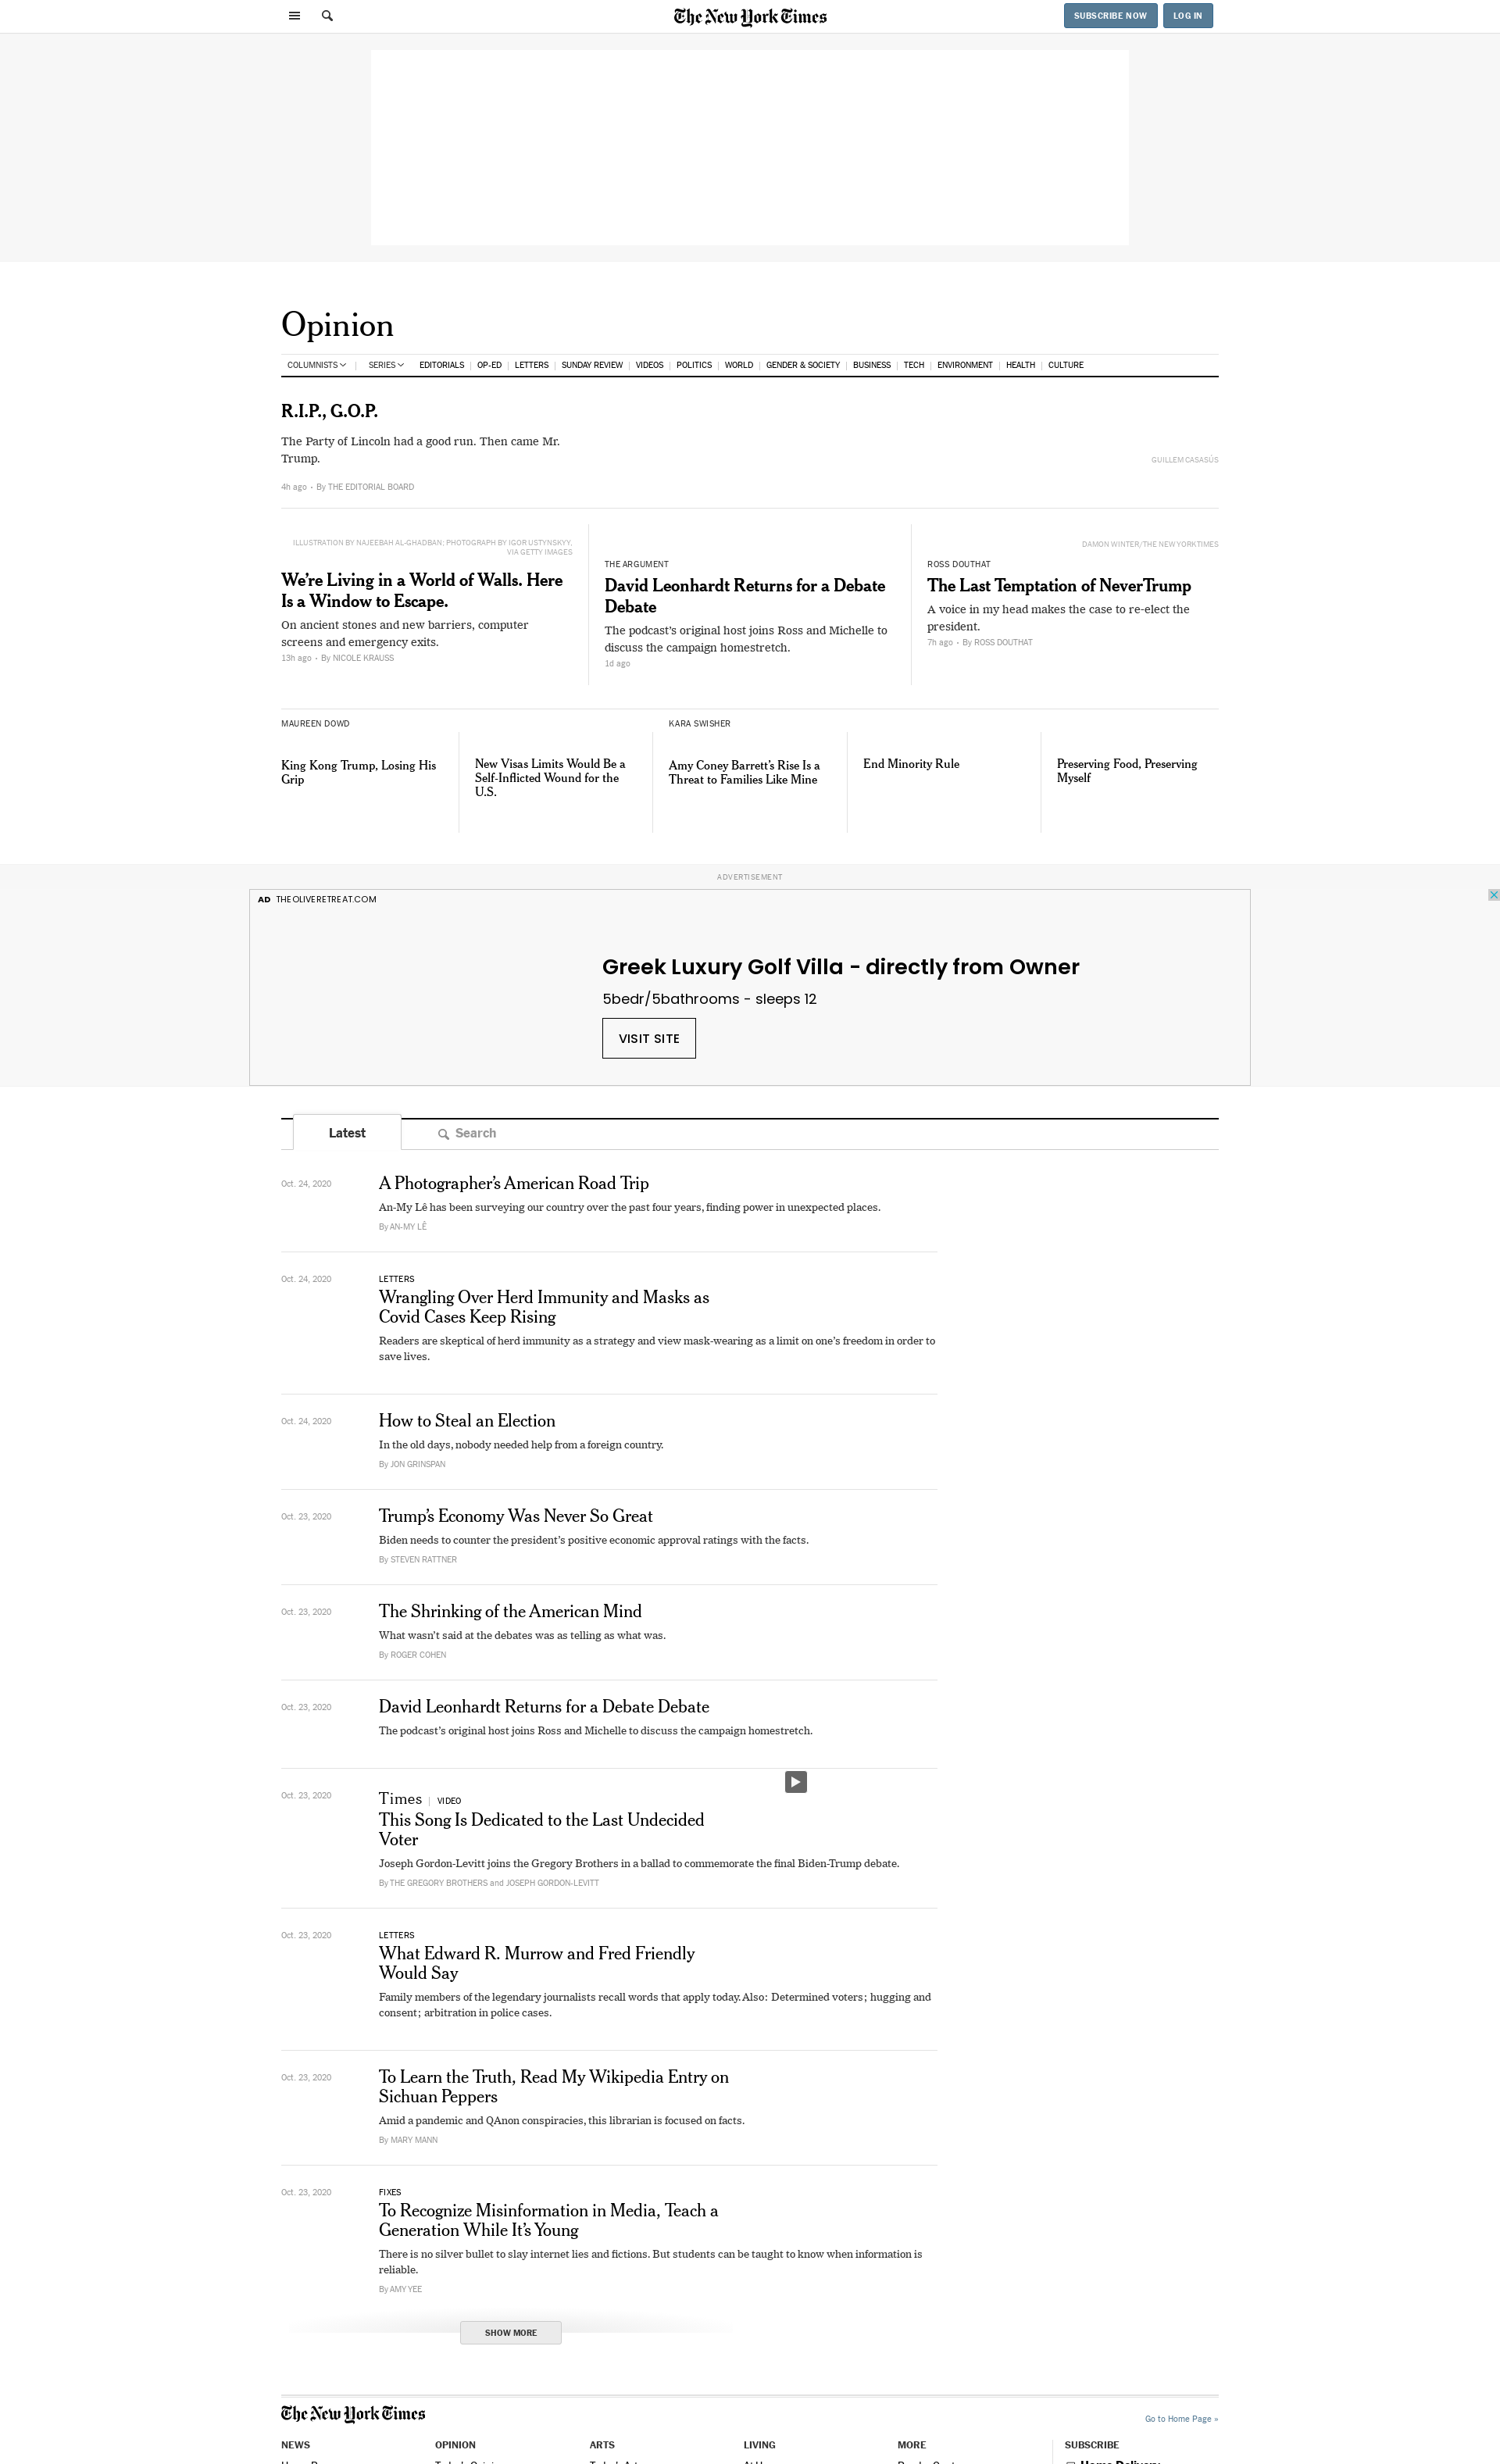 The New York Times
SUBSCRIBE NOW
LOG IN
Opinion
COLUMNISTS | SERIES EDITORIALS | OP-ED | LETTERS | SUNDAY REVIEW | VIDEOS | POLITICS | WORLD | GENDER & SOCIETY | BUSINESS | TECH | ENVIRONMENT | HEALTH | CULTURE
R.I.P., G.O.P.
The Party of Lincoln had a good run. Then came Mr.
Trump.
GUILLEM CASASÚS
4h ago • By THE EDITORIAL BOARD
ILLUSTRATION BY NAJEEBAH AL-GHADBAN; PHOTOGRAPH BY IGOR USTYNSKYY,
VIA GETTY IMAGES
We’re Living in a World of Walls. Here
Is a Window to Escape.
On ancient stones and new barriers, computer
screens and emergency exits.
13h ago • By NICOLE KRAUSS
THE ARGUMENT
David Leonhardt Returns for a Debate
Debate
The podcast’s original host joins Ross and Michelle to
discuss the campaign homestretch.
1d ago
DAMON WINTER/THE NEW YORK TIMES
ROSS DOUTHAT
The Last Temptation of NeverTrump
A voice in my head makes the case to re-elect the
president.
7h ago • By ROSS DOUTHAT
MAUREEN DOWD
King Kong Trump, Losing His
Grip
New Visas Limits Would Be a
Self-Inflicted Wound for the
U.S.
KARA SWISHER
Amy Coney Barrett’s Rise Is a
Threat to Families Like Mine
End Minority Rule
Preserving Food, Preserving
Myself
ADVERTISEMENT
AD THEOLIVERETREAT.COM
Greek Luxury Golf Villa - directly from Owner
5bedr/5bathrooms - sleeps 12
VISIT SITE
Latest
Search
Oct. 24, 2020
A Photographer’s American Road Trip
An-My Lê has been surveying our country over the past four years, finding power in unexpected places.
By AN-MY LÊ
Oct. 24, 2020
LETTERS
Wrangling Over Herd Immunity and Masks as
Covid Cases Keep Rising
Readers are skeptical of herd immunity as a strategy and view mask-wearing as a limit on one’s freedom in order to
save lives.
Oct. 24, 2020
How to Steal an Election
In the old days, nobody needed help from a foreign country.
By JON GRINSPAN
Oct. 23, 2020
Trump’s Economy Was Never So Great
Biden needs to counter the president’s positive economic approval ratings with the facts.
By STEVEN RATTNER
Oct. 23, 2020
The Shrinking of the American Mind
What wasn’t said at the debates was as telling as what was.
By ROGER COHEN
Oct. 23, 2020
David Leonhardt Returns for a Debate Debate
The podcast’s original host joins Ross and Michelle to discuss the campaign homestretch.
Oct. 23, 2020
Times | VIDEO
This Song Is Dedicated to the Last Undecided
Voter
Joseph Gordon-Levitt joins the Gregory Brothers in a ballad to commemorate the final Biden-Trump debate.
By THE GREGORY BROTHERS and JOSEPH GORDON-LEVITT
Oct. 23, 2020
LETTERS
What Edward R. Murrow and Fred Friendly
Would Say
Family members of the legendary journalists recall words that apply today. Also: Determined voters; hugging and
consent; arbitration in police cases.
Oct. 23, 2020
To Learn the Truth, Read My Wikipedia Entry on
Sichuan Peppers
Amid a pandemic and QAnon conspiracies, this librarian is focused on facts.
By MARY MANN
Oct. 23, 2020
FIXES
To Recognize Misinformation in Media, Teach a
Generation While It’s Young
There is no silver bullet to slay internet lies and fictions. But students can be taught to know when information is
reliable.
By AMY YEE
SHOW MORE
The New York Times
Go to Home Page »
NEWS
OPINION
ARTS
LIVING
MORE
SUBSCRIBE